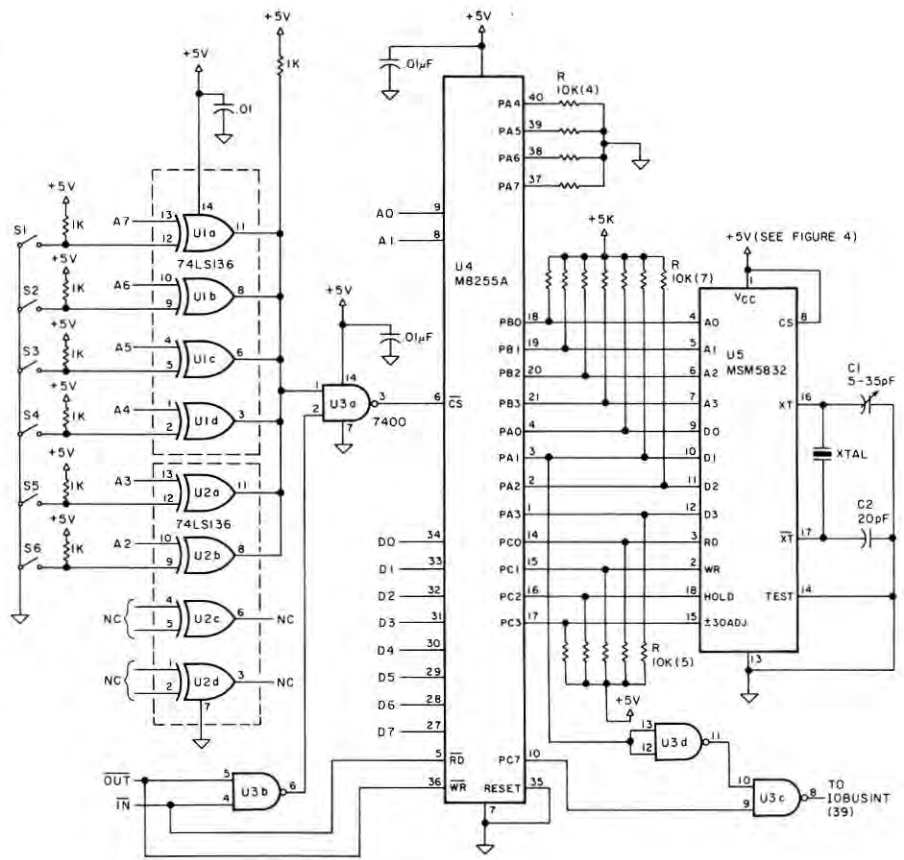 +5V
+5V
1K
+5V
.01
.01µF
+5V
R
10K(4)
PA4 40
PA5 39
PA6 38
PA7 37
S1
+5V
1K
A7 13
12
14
U1a 11
74LS136
S2
+5V
1K
A6 10
9
U1b 8
S3
+5V
1K
A5 4
5
U1c 6
S4
+5V
1K
A4 1
2
U1d 3
S5
+5V
1K
A3 13
12
U2a 11
74LS136
S6
+5V
1K
A2 10
9
U2b 8
NC 4
5
U2c 6 NC
NC 1
2
U2d 3 NC
7
+5V
.01µF
14
1
2
U3a 3
7
7400
OUT 5
IN 4
U3b 6
A0 9
A1 8
U4
M8255A
6 CS
D0 34
D1 33
D2 32
D3 31
D4 30
D5 29
D6 28
D7 27
5 RD
36 WR
+5K
R
10K(7)
PB0 18
PB1 19
PB2 20
PB3 21
PA0 4
PA1 3
PA2 2
PA3 1
PC0 14
PC1 15
PC2 16
PC3 17
PC7 10
RESET 35
7
R
10K(5)
+5V
+5V (SEE FIGURE 4)
1
VCC
CS 8
U5
MSM5832
4 A0
5 A1
6 A2
7 A3
9 D0
10 D1
11 D2
12 D3
3 RD
2 WR
18 HOLD
15 ±30ADJ
XT 16
XT 17
TEST 14
13
C1
5-35pF
XTAL
C2
20pF
13
12
U3d 11
10
9
U3c 8
TO
IOBUSINT
(39)